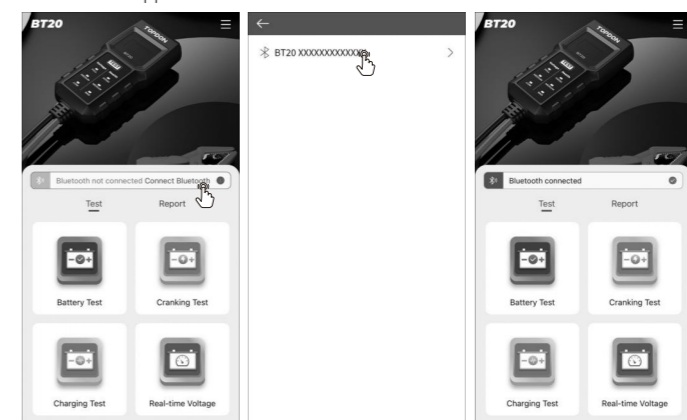 BT20
TOPDON
Bluetooth not connected Connect Bluetooth
Test Report
Battery Test Cranking Test
Charging Test Real-time Voltage
BT20 XXXXXXXXXXXX
BT20
TOPDON
Bluetooth connected
Test Report
Battery Test Cranking Test
Charging Test Real-time Voltage